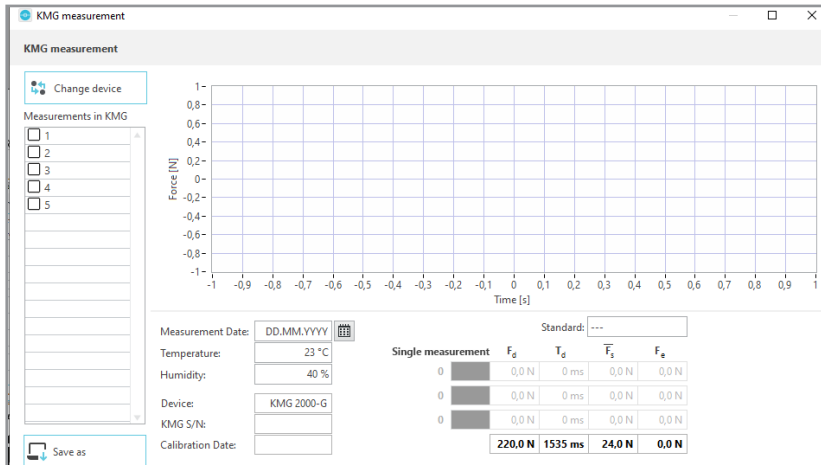 KMG measurement
KMG measurement
Change device
Measurements in KMG
1
2
3
4
5
Save as
Force [N]
1
0,8
0,6
0,4
0,2
0
-0,2
-0,4
-0,6
-0,8
-1
-1 -0,9 -0,8 -0,7 -0,6 -0,5 -0,4 -0,3 -0,2 -0,1 0 0,1 0,2 0,3 0,4 0,5 0,6 0,7 0,8 0,9 1
Time [s]
Measurement Date: DD.MM.YYYY
Temperature: 23 °C
Humidity: 40 %
Device: KMG 2000-G
KMG S/N:
Calibration Date:
Standard: ---
Single measurement Fd Td F̅s Fe
0 0,0 N 0 ms 0,0 N 0,0 N
0 0,0 N 0 ms 0,0 N 0,0 N
0 0,0 N 0 ms 0,0 N 0,0 N
220,0 N 1535 ms 24,0 N 0,0 N